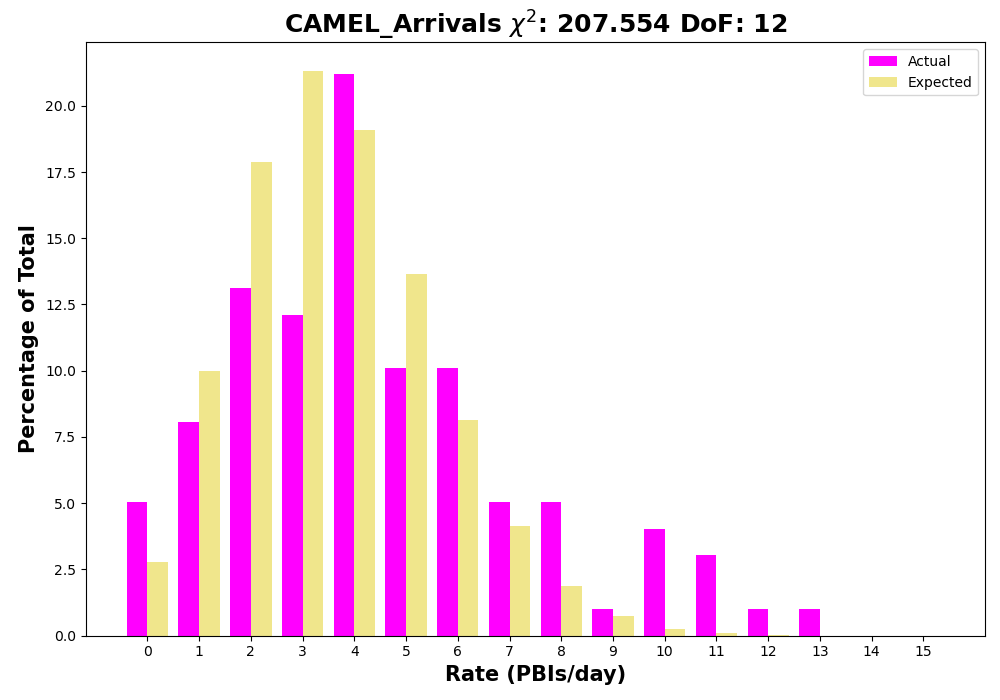 CAMEL_Arrivals χ²: 207.554 DoF: 12
Actual
Expected
Percentage of Total
20.0
17.5
15.0
12.5
10.0
7.5
5.0
2.5
0.0
0 1 2 3 4 5 6 7 8 9 10 11 12 13 14 15
Rate (PBIs/day)